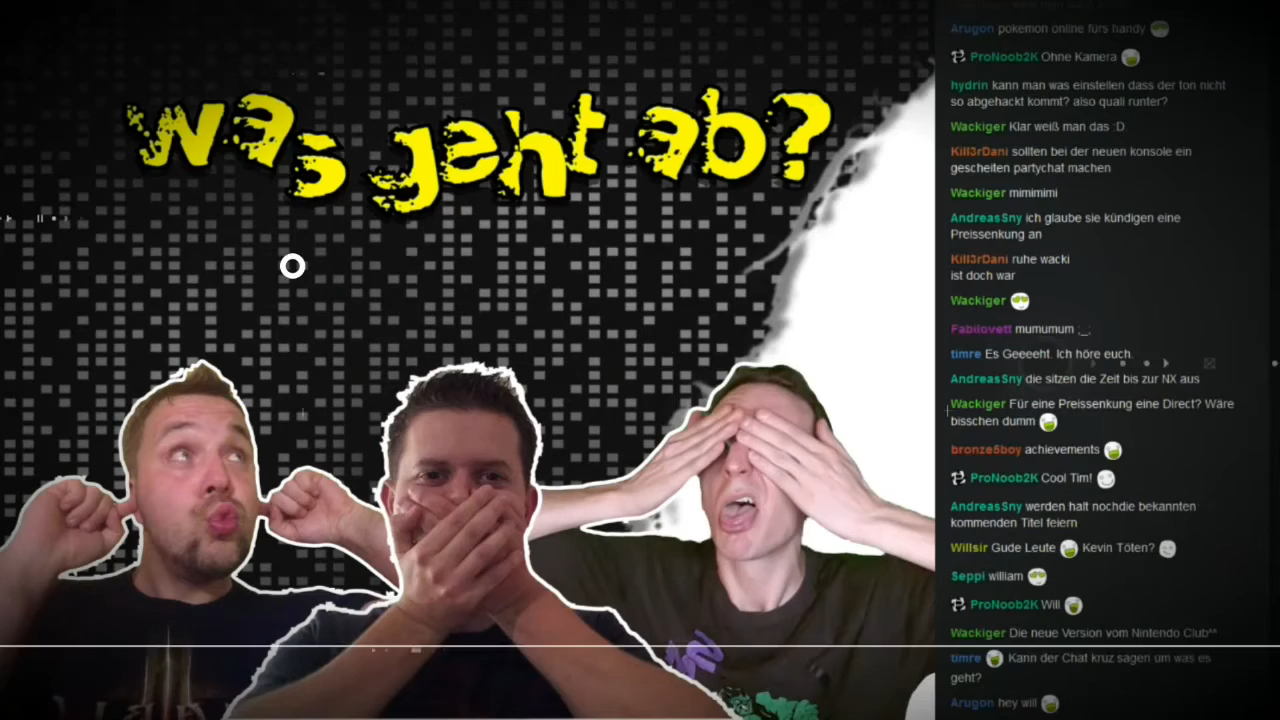 was geht ab?
Arugon pokemon online fürs handy
ProNoob2K Ohne Kamera
hydrin kann man was einstellen dass der ton nicht
so abgehackt kommt? also quali runter?
Wackiger Klar weiß man das :D
Kill3rDani sollten bei der neuen konsole ein
gescheiten partychat machen
Wackiger mimimimi
AndreasSny ich glaube sie kündigen eine
Preissenkung an
Kill3rDani ruhe wacki
ist doch war
Wackiger
Fabilovett mumumum ;_;
timre Es Geeeeht. Ich höre euch.
AndreasSny die sitzen die Zeit bis zur NX aus
Wackiger Für eine Preissenkung eine Direct? Wäre
bisschen dumm
bronze5boy achievements
ProNoob2K Cool Tim!
AndreasSny werden halt nochdie bekannten
kommenden Titel feiern
Willsir Gude Leute Kevin Töten?
Seppi william
ProNoob2K Will
Wackiger Die neue Version vom Nintendo Club^^
timre Kann der Chat kruz sagen um was es
geht?
Arugon hey will